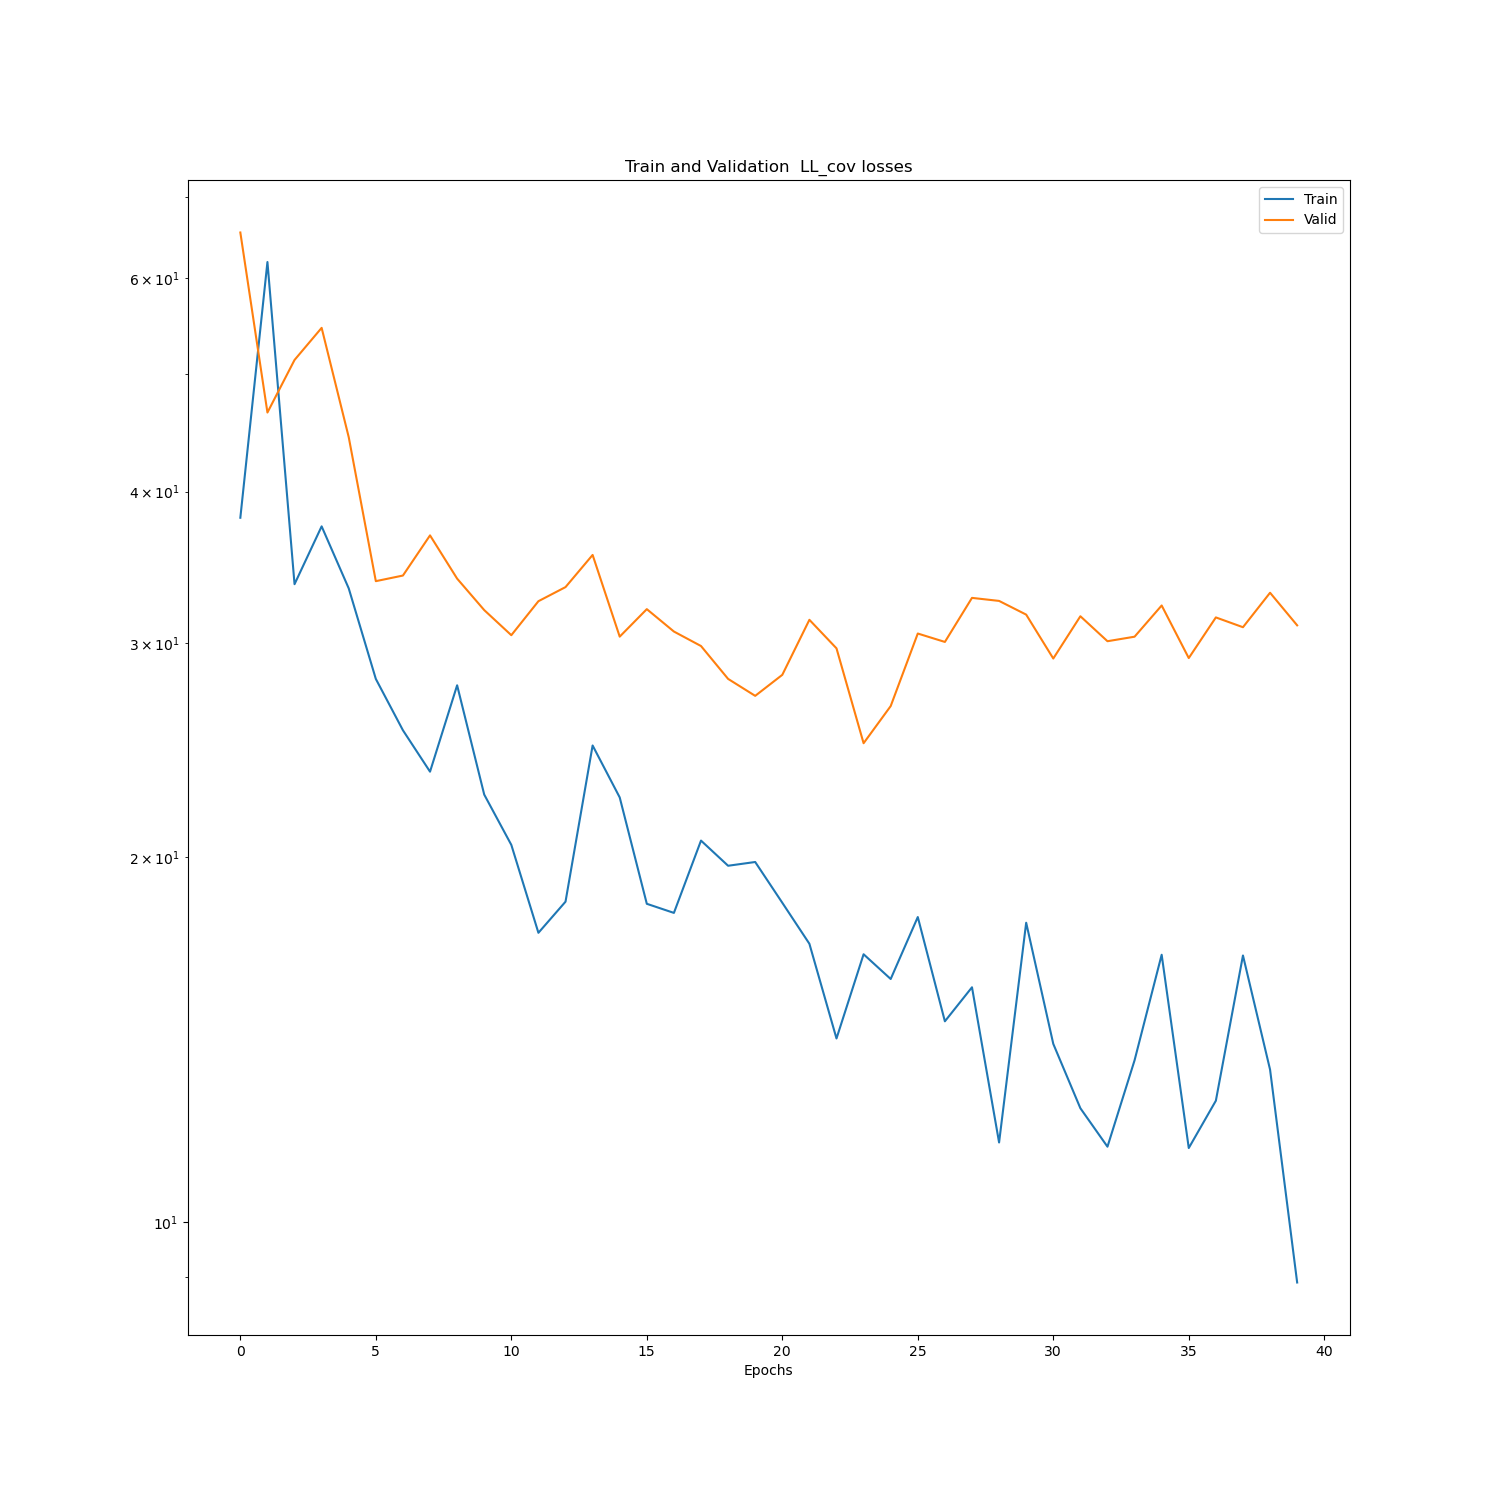 Train and Validation  LL_cov losses
Train
Valid
6 × 10¹
4 × 10¹
3 × 10¹
2 × 10¹
10¹
0 5 10 15 20 25 30 35 40
Epochs